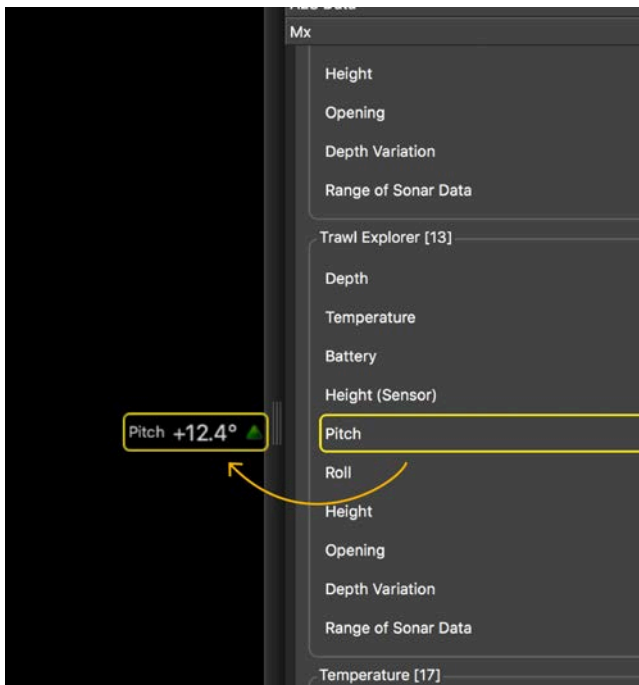 Mx
Height
Opening
Depth Variation
Range of Sonar Data
Trawl Explorer [13]
Depth
Temperature
Battery
Height (Sensor)
Pitch +12.4°
Pitch
Roll
Height
Opening
Depth Variation
Range of Sonar Data
Temperature [17]